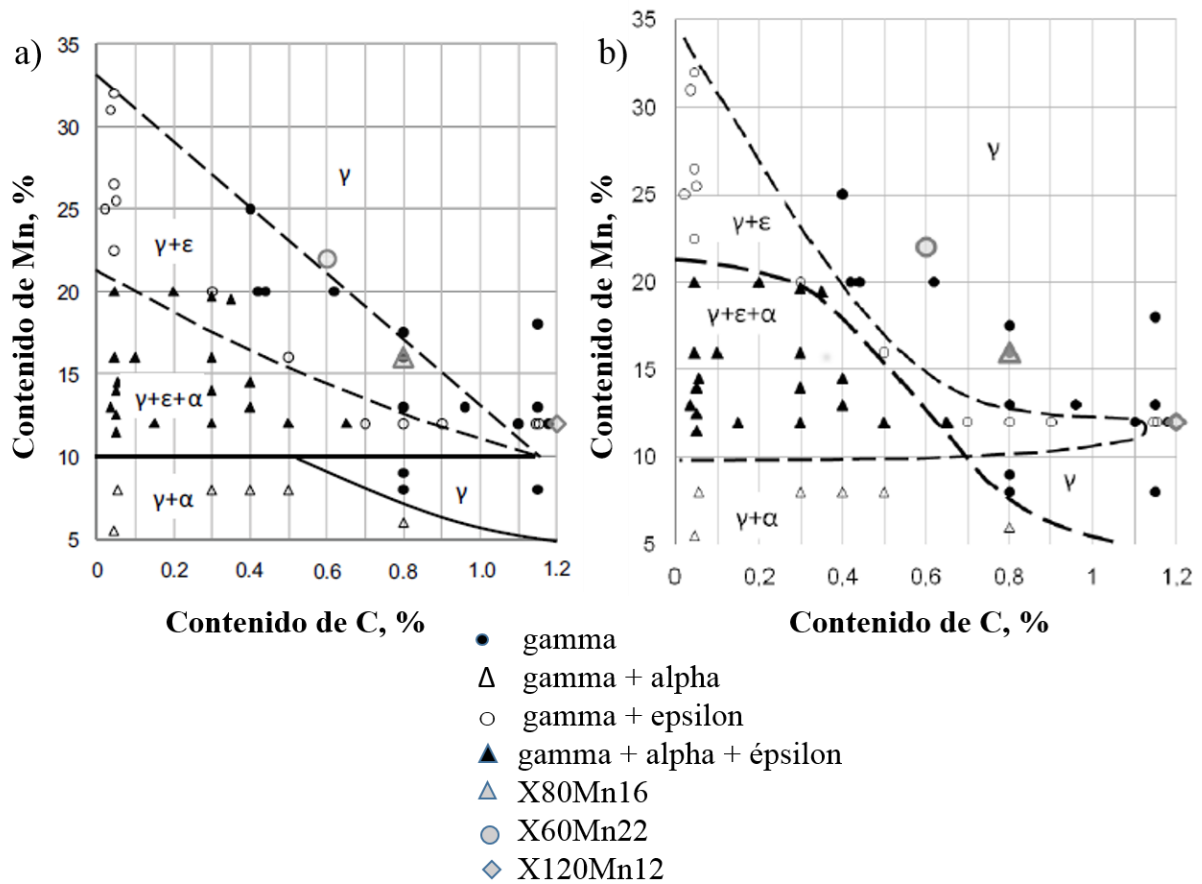 a)
Contenido de Mn, %
35
30
25
20
15
10
5
γ
γ+ε
γ+ε+α
γ+α
γ
0
0.2
0.4
0.6
0.8
1.0
1.2
Contenido de C, %
b)
Contenido de Mn, %
35
30
25
20
15
10
5
γ
γ+ε
γ+ε+α
γ+α
γ
0
0,2
0,4
0,6
0,8
1
1,2
Contenido de C, %
gamma
gamma + alpha
gamma + epsilon
gamma + alpha + épsilon
X80Mn16
X60Mn22
X120Mn12